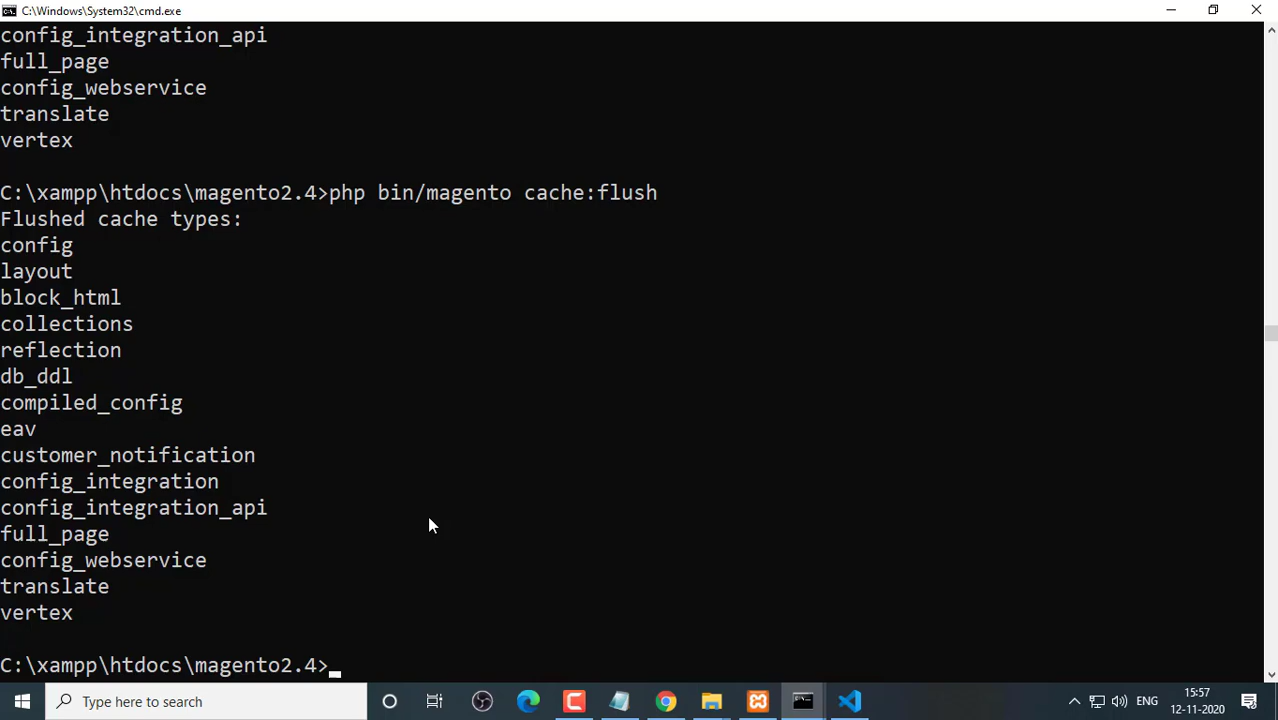 C:\Windows\System32\cmd.exe
config_integration_api
full_page
config_webservice
translate
vertex
C:\xampp\htdocs\magento2.4>php bin/magento cache:flush
Flushed cache types:
config
layout
block_html
collections
reflection
db_ddl
compiled_config
eav
customer_notification
config_integration
config_integration_api
full_page
config_webservice
translate
vertex
C:\xampp\htdocs\magento2.4>
Type here to search
ENG
15:57
12-11-2020